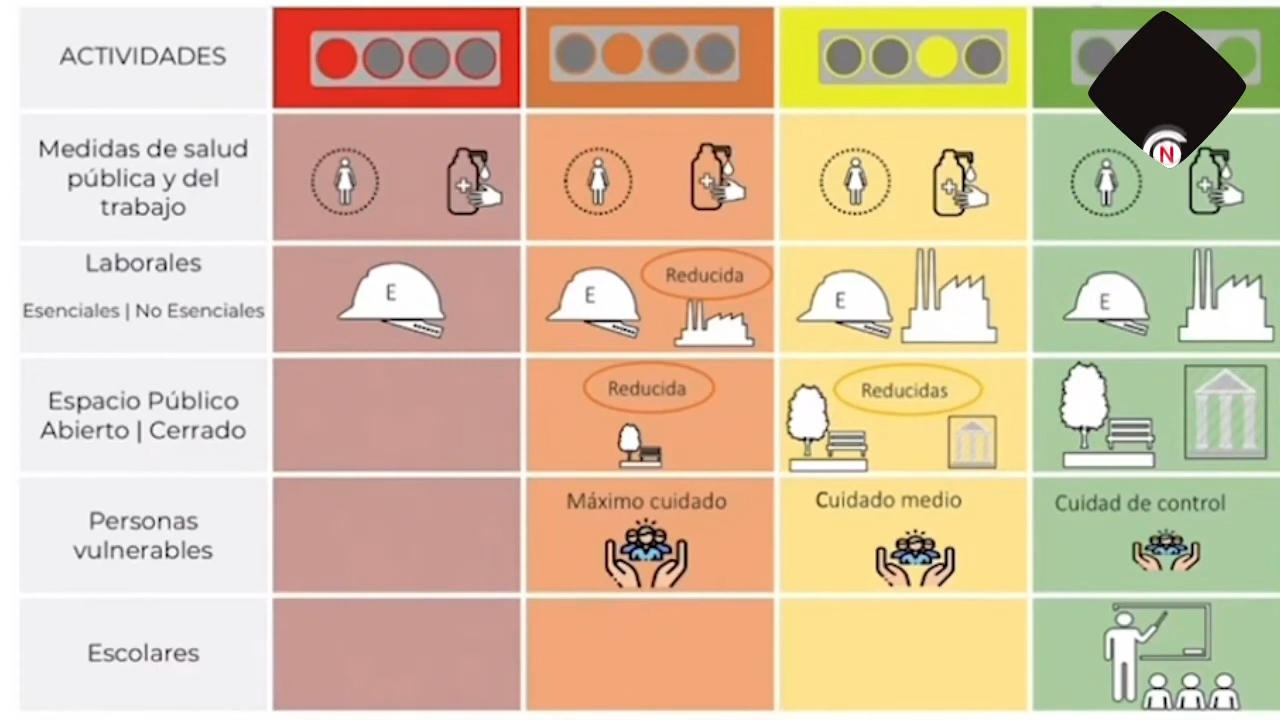 ACTIVIDADES
Medidas de salud
pública y del
trabajo
Laborales
Esenciales | No Esenciales
E
E
Reducida
E
E
Espacio Público
Abierto | Cerrado
Reducida
Reducidas
Personas
vulnerables
Máximo cuidado
Cuidado medio
Cuidad de control
Escolares
N